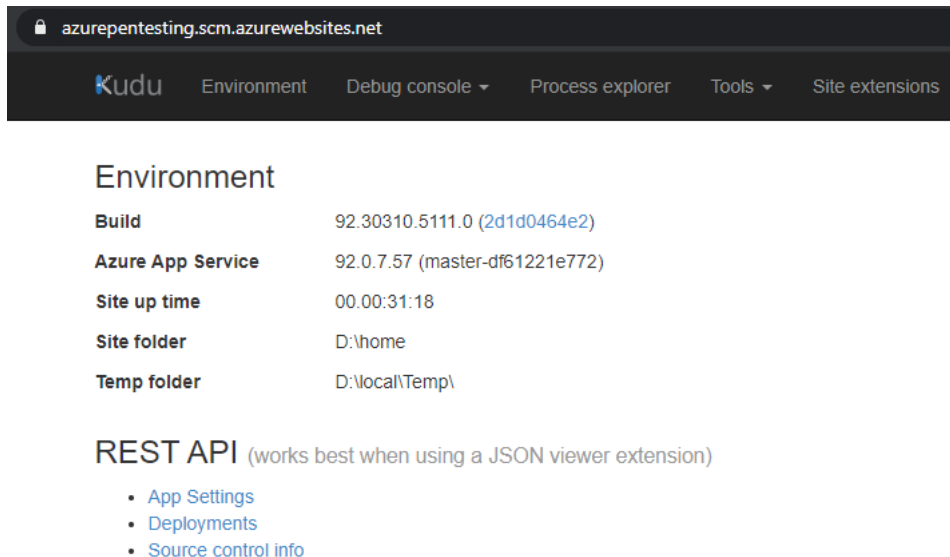 azurepentesting.scm.azurewebsites.net
Kudu Environment Debug console Process explorer Tools Site extensions
Environment
Build 92.30310.5111.0 (2d1d0464e2)
Azure App Service 92.0.7.57 (master-df61221e772)
Site up time 00.00:31:18
Site folder D:\home
Temp folder D:\local\Temp\
REST API (works best when using a JSON viewer extension)
• App Settings
• Deployments
• Source control info